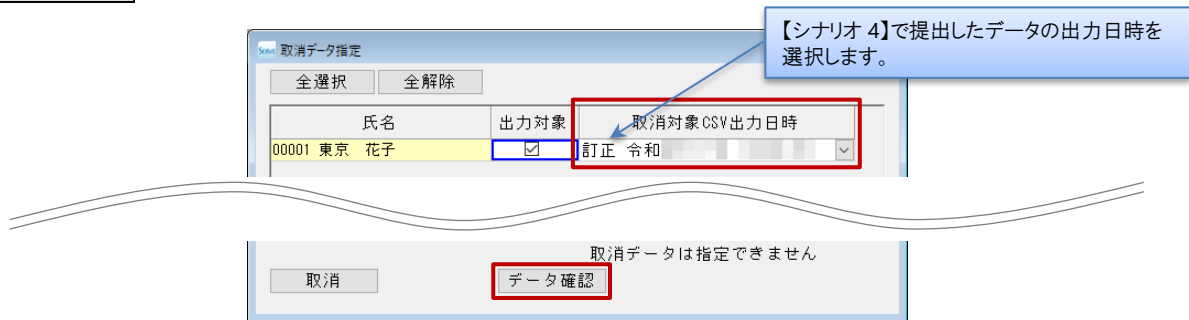 【シナリオ 4】で提出したデータの出力日時を
選択します。
SERVE 取消データ指定
全選択 全解除
氏名 出力対象 取消対象CSV出力日時
00001 東京 花子 訂正 令和
取消データは指定できません
取消 データ確認